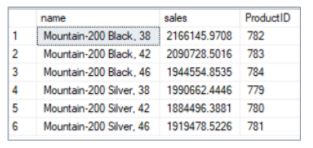 name sales ProductID
1 Mountain-200 Black, 38 2166145.9708 782
2 Mountain-200 Black, 42 2090728.5016 783
3 Mountain-200 Black, 46 1944554.8535 784
4 Mountain-200 Silver, 38 1990662.4446 779
5 Mountain-200 Silver, 42 1884496.3881 780
6 Mountain-200 Silver, 46 1919478.5226 781